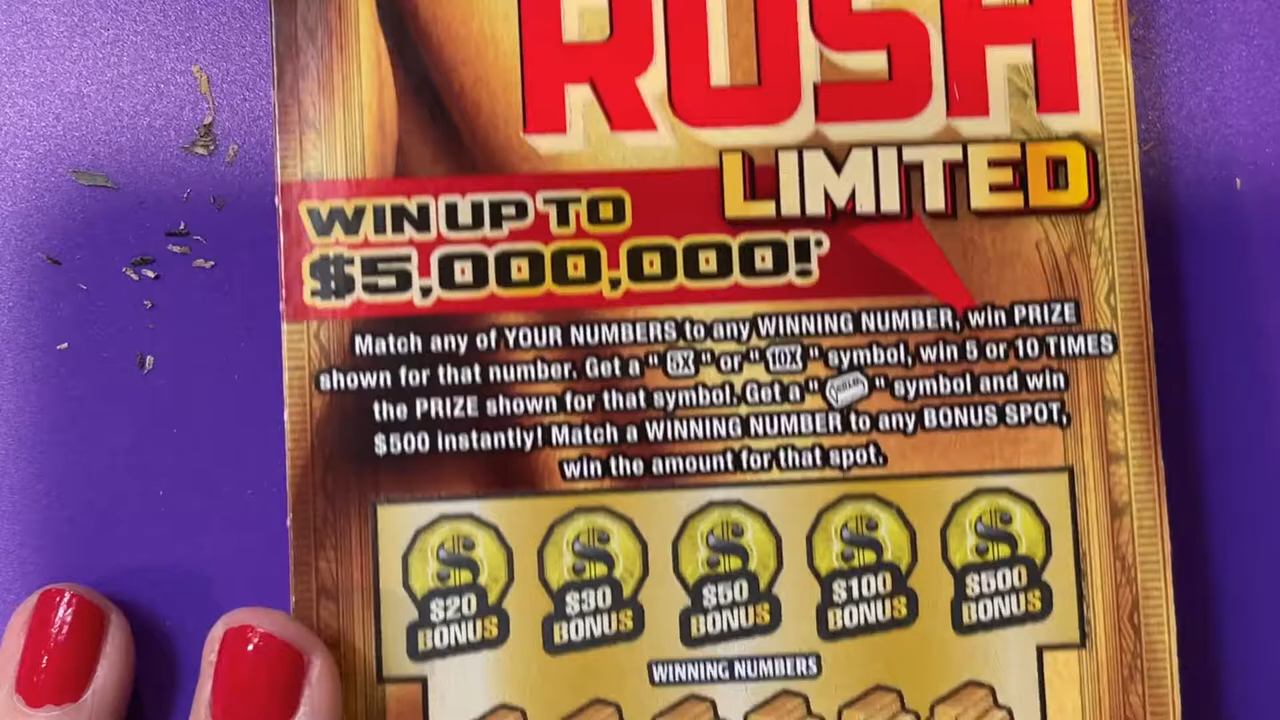 RUSH
LIMITED
WIN UP TO
$5,000,000!*
Match any of YOUR NUMBERS to any WINNING NUMBER, win PRIZE
shown for that number. Get a " 5X " or " 10X " symbol, win 5 or 10 TIMES
the PRIZE shown for that symbol. Get a " GOLD " symbol and win
$500 instantly! Match a WINNING NUMBER to any BONUS SPOT,
win the amount for that spot.
$20 BONUS
$30 BONUS
$50 BONUS
$100 BONUS
$500 BONUS
WINNING NUMBERS